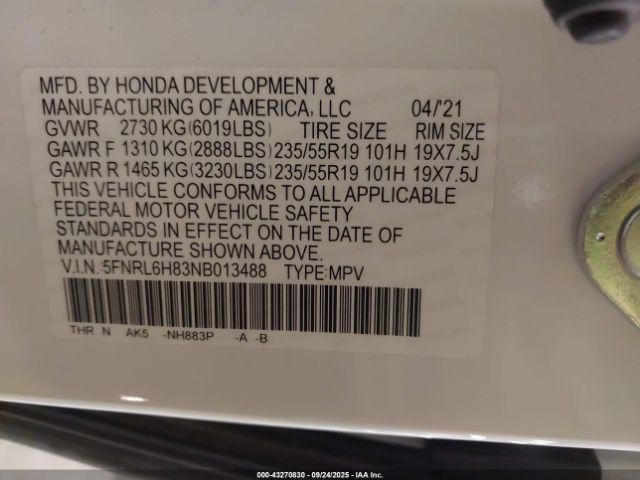 MFD. BY HONDA DEVELOPMENT &
MANUFACTURING OF AMERICA, LLC 04/'21
GVWR 2730 KG(6019LBS) TIRE SIZE RIM SIZE
GAWR F 1310 KG(2888LBS) 235/55R19 101H 19X7.5J
GAWR R 1465 KG(3230LBS) 235/55R19 101H 19X7.5J
THIS VEHICLE CONFORMS TO ALL APPLICABLE
FEDERAL MOTOR VEHICLE SAFETY
STANDARDS IN EFFECT ON THE DATE OF
MANUFACTURE SHOWN ABOVE.
V.I.N. 5FNRL6H83NB013488 TYPE:MPV
THR N AK5 -NH883P -A -B
000-43270830 - 09/24/2025 - IAA Inc.